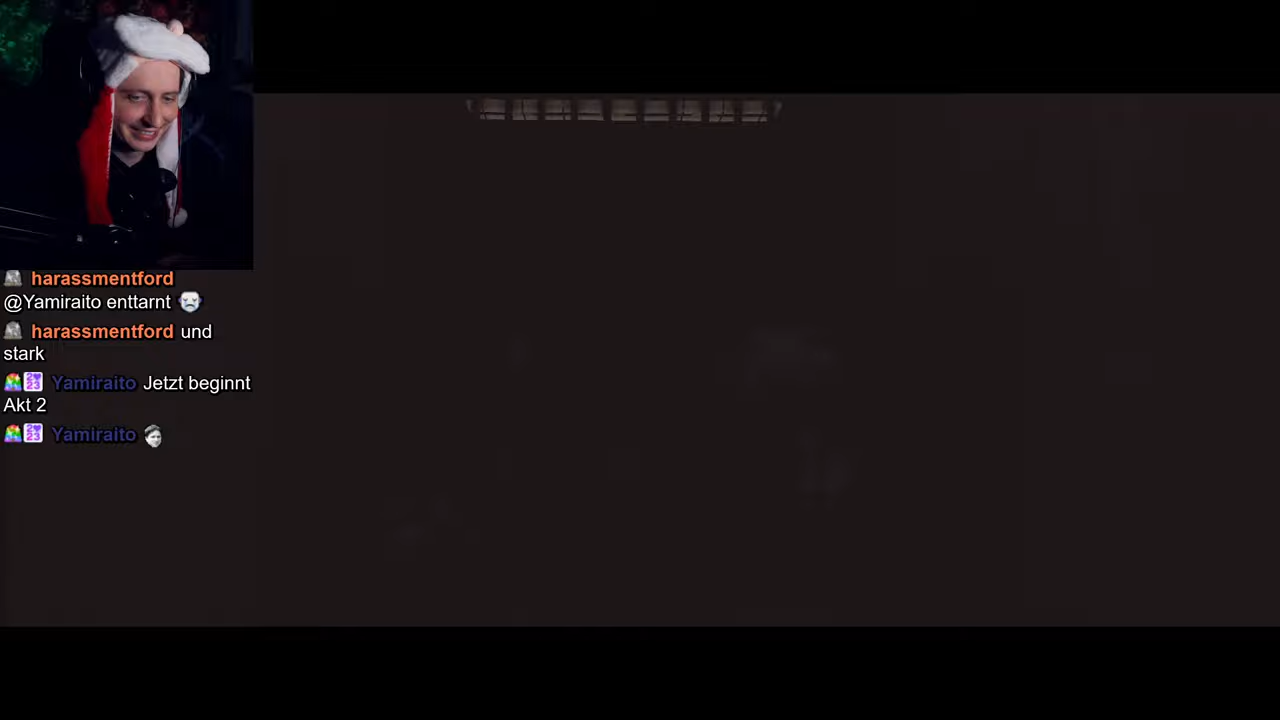 harassmentford
@Yamiraito enttarnt
harassmentford und
stark
Yamiraito Jetzt beginnt
Akt 2
Yamiraito